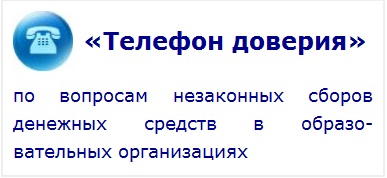 «Телефон доверия»
по вопросам незаконных сборов
денежных средств в образо-
вательных организациях